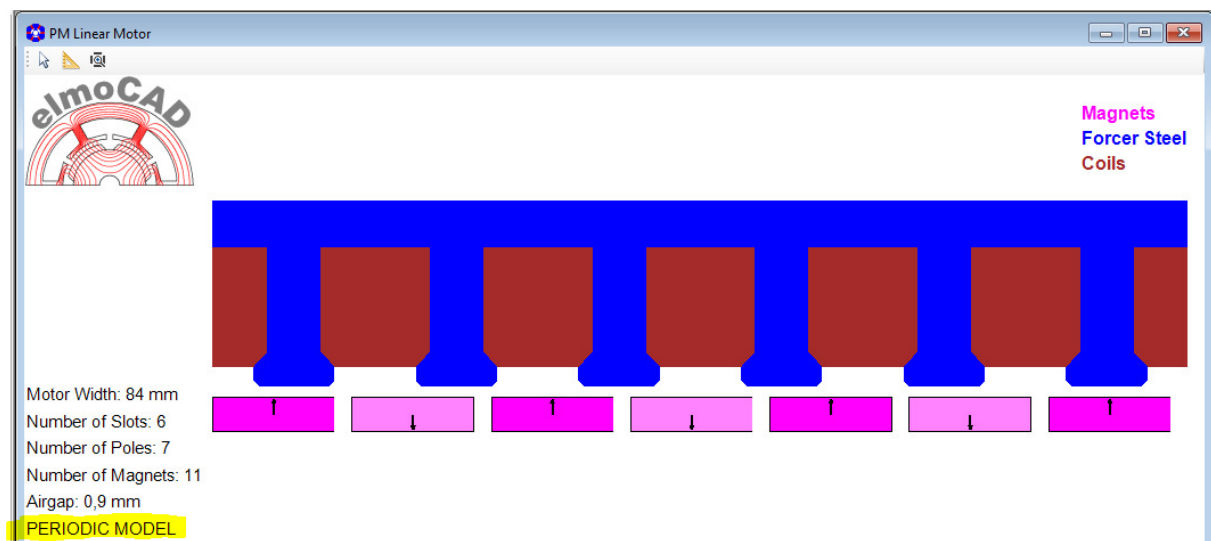 PM Linear Motor
elmoCAD
Magnets
Forcer Steel
Coils
Motor Width: 84 mm
Number of Slots: 6
Number of Poles: 7
Number of Magnets: 11
Airgap: 0,9 mm
PERIODIC MODEL